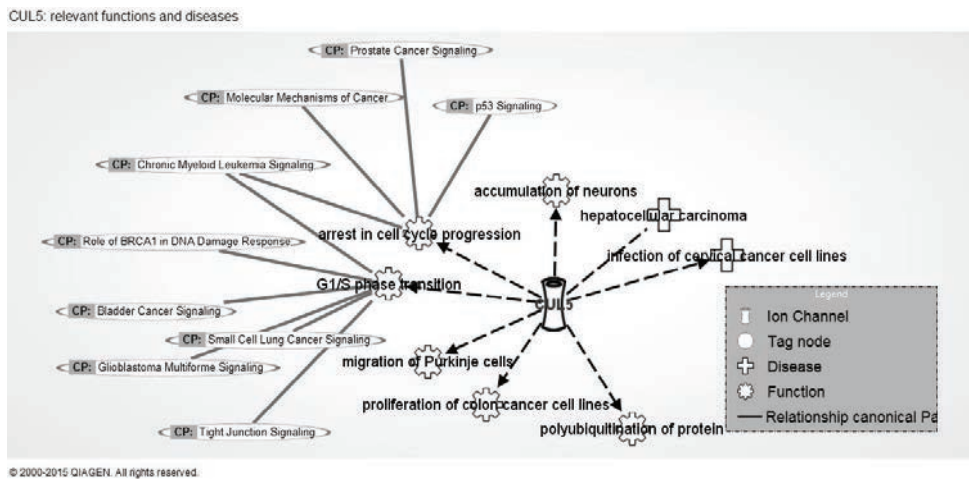 CUL5: relevant functions and diseases
CP: Prostate Cancer Signaling
CP: Molecular Mechanisms of Cancer
CP: p53 Signaling
CP: Chronic Myeloid Leukemia Signaling
accumulation of neurons
hepatocellular carcinoma
arrest in cell cycle progression
CP: Role of BRCA1 in DNA Damage Response
infection of cervical cancer cell lines
G1/S phase transition
CUL5
Legend
CP: Bladder Cancer Signaling
Ion Channel
CP: Small Cell Lung Cancer Signaling
Tag node
migration of Purkinje cells
CP: Glioblastoma Multiforme Signaling
Disease
Function
proliferation of colon cancer cell lines
Relationship canonical Pa
polyubiquitination of protein
CP: Tight Junction Signaling
© 2000-2015 QIAGEN. All rights reserved.